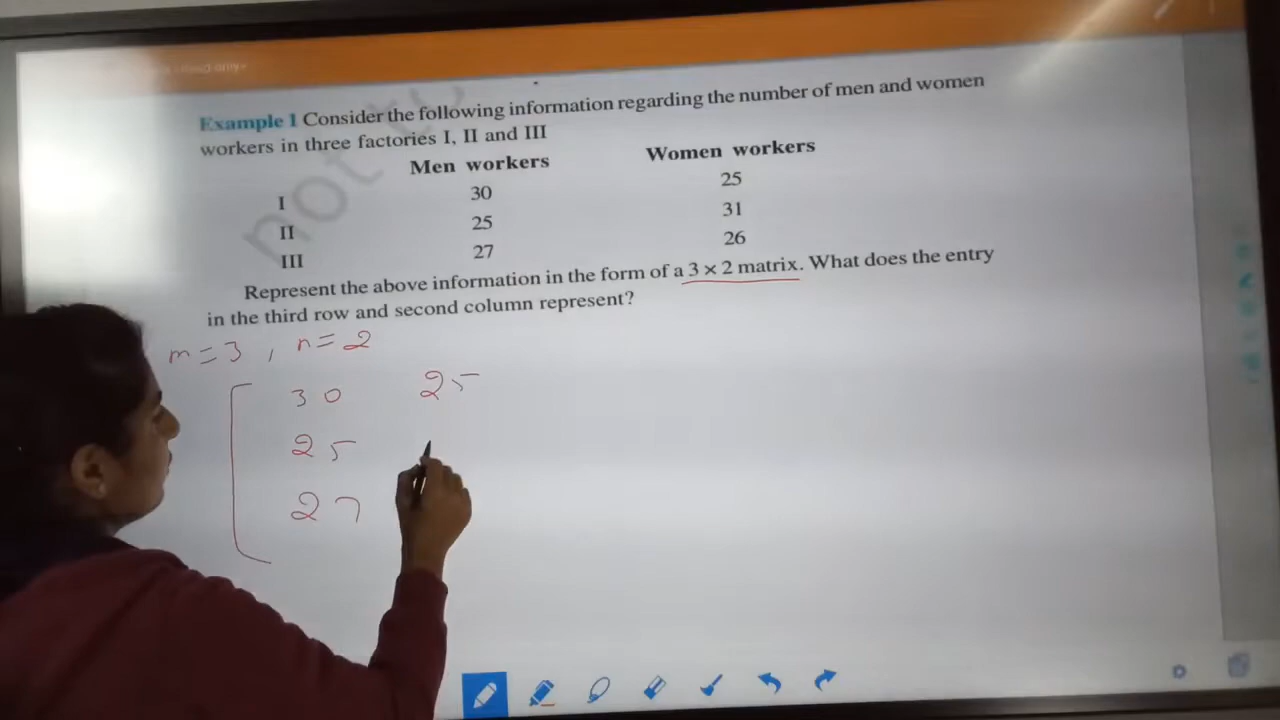 Example 1 Consider the following information regarding the number of men and women
workers in three factories I, II and III
Men workers Women workers
I 30 25
II 25 31
III 27 26
Represent the above information in the form of a 3 × 2 matrix. What does the entry
in the third row and second column represent?
m = 3 , n = 2
30 25
25
27